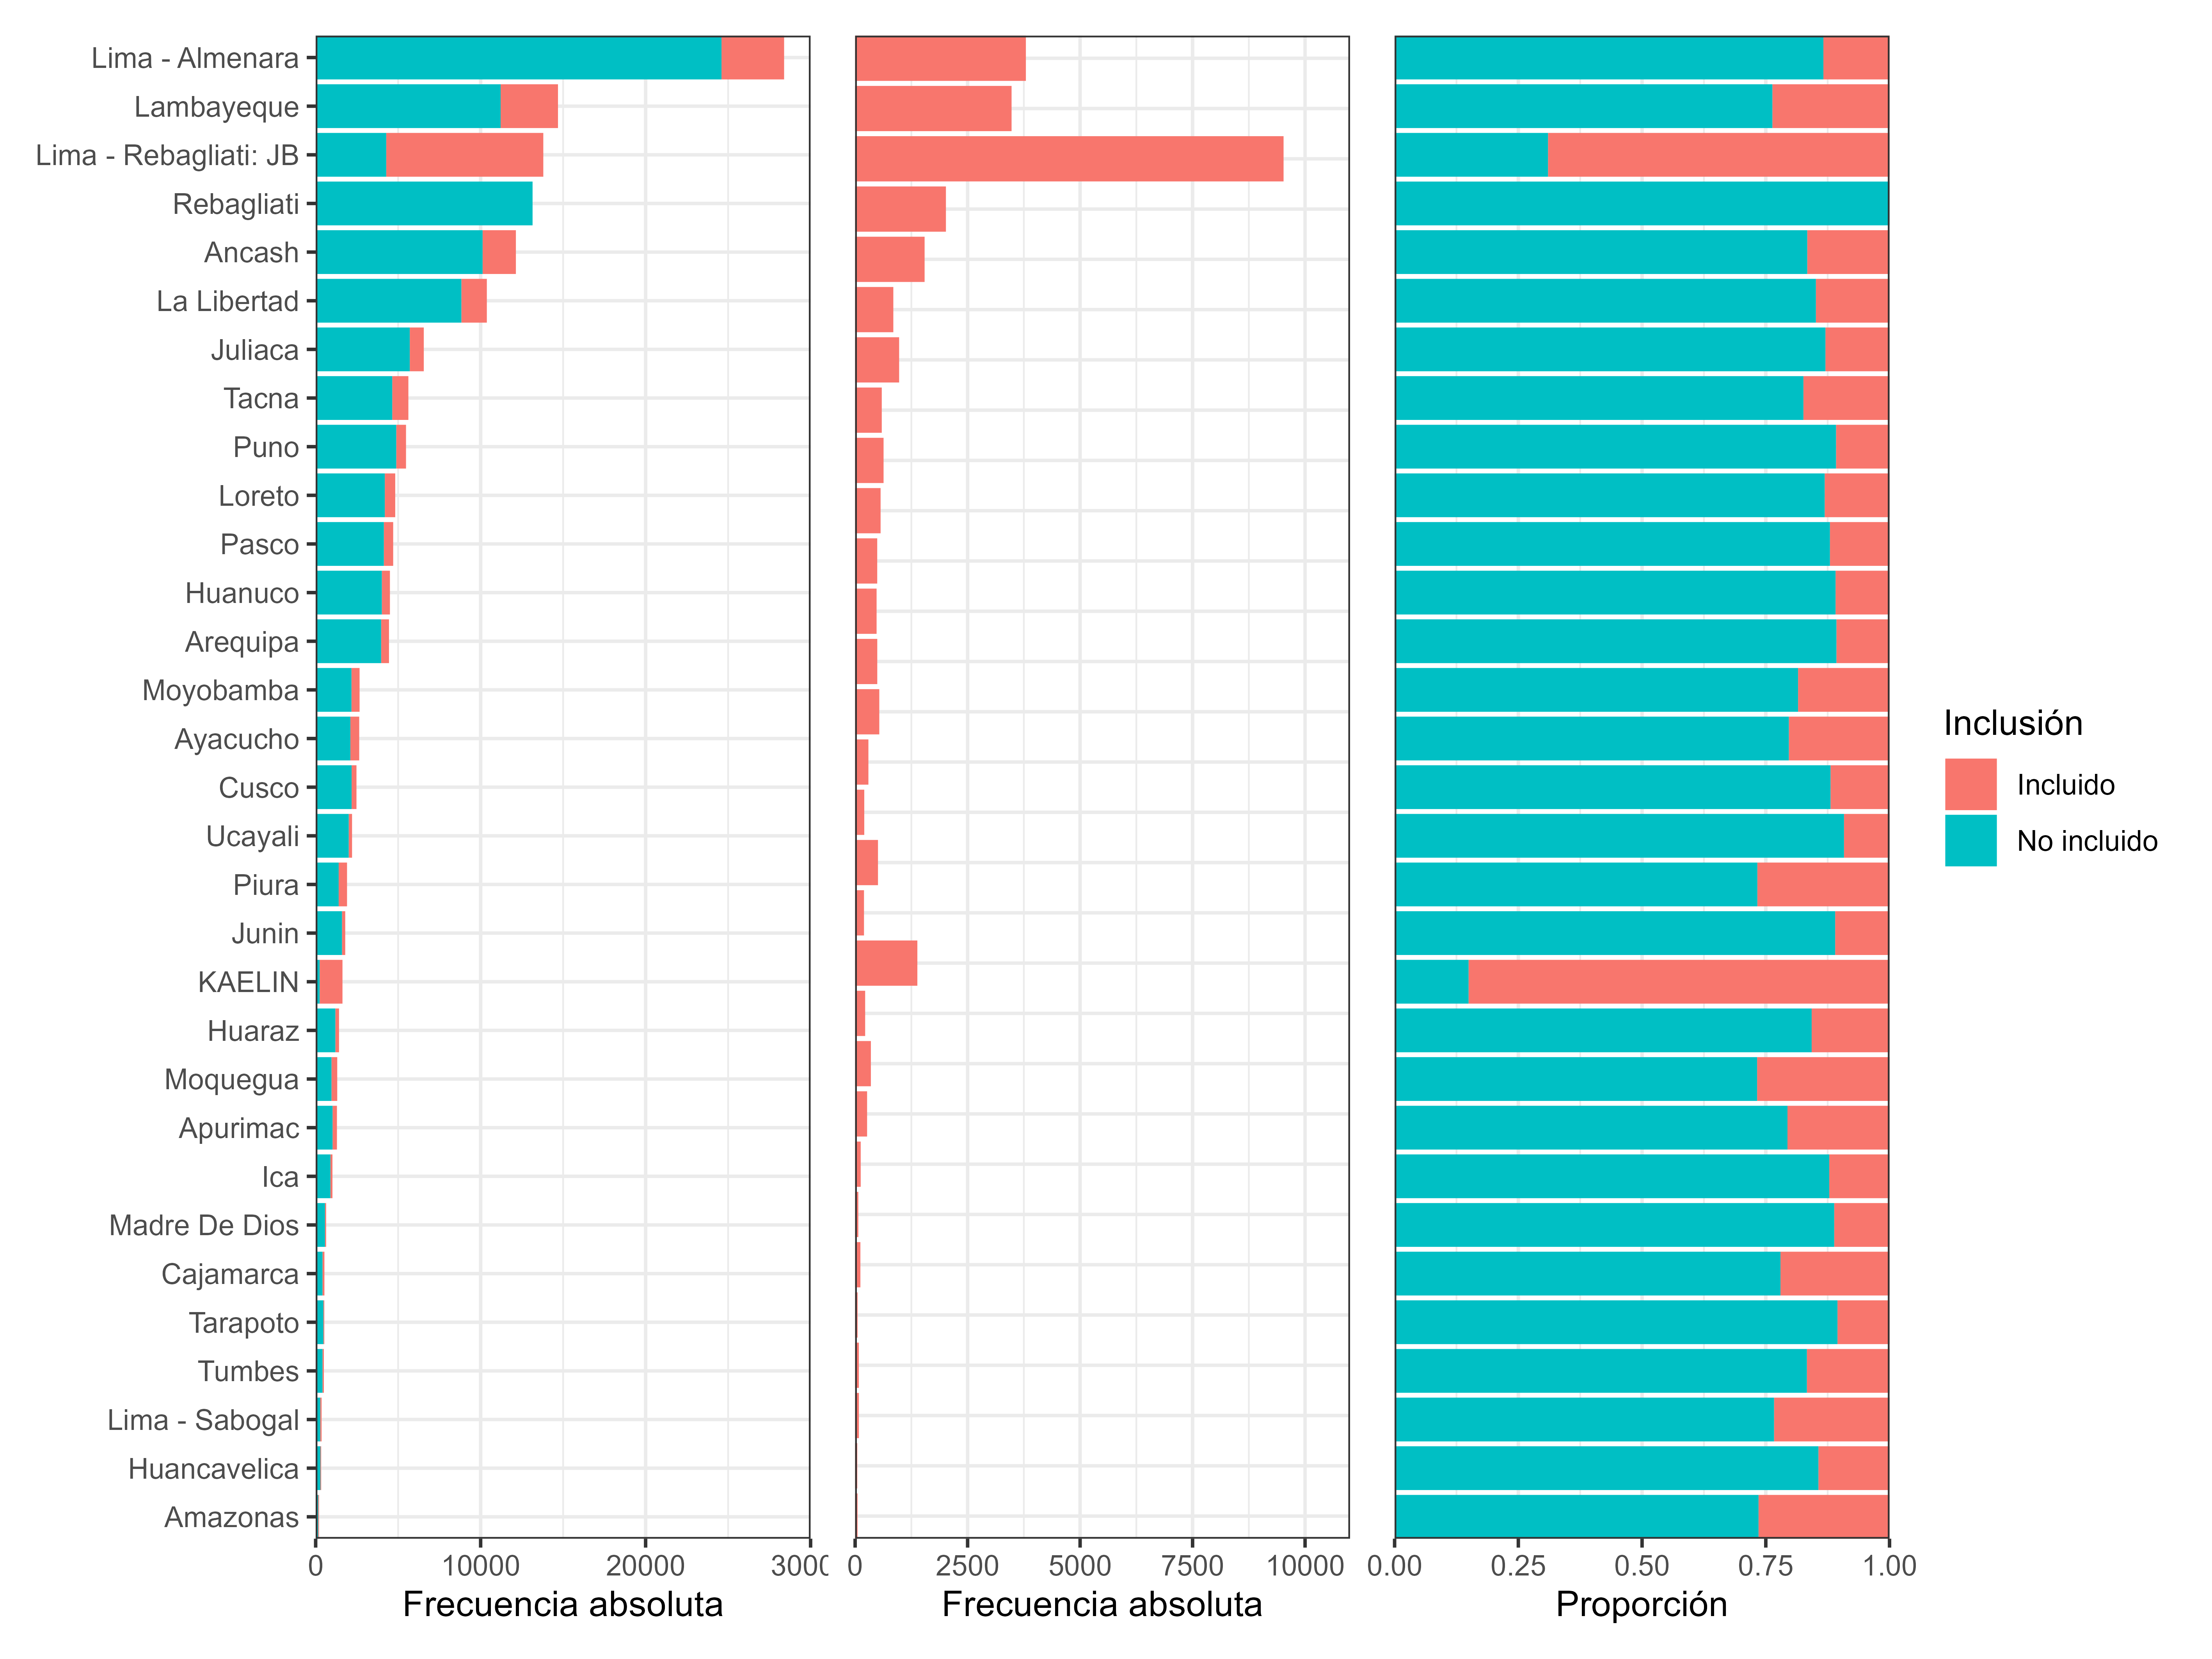 Lima - Almenara
Lambayeque
Lima - Rebagliati: JB
Rebagliati
Ancash
La Libertad
Juliaca
Tacna
Puno
Loreto
Pasco
Huanuco
Arequipa
Moyobamba
Ayacucho
Cusco
Ucayali
Piura
Junin
KAELIN
Huaraz
Moquegua
Apurimac
Ica
Madre De Dios
Cajamarca
Tarapoto
Tumbes
Lima - Sabogal
Huancavelica
Amazonas
0 10000 20000 3000
Frecuencia absoluta
0 2500 5000 7500 10000
Frecuencia absoluta
0.00 0.25 0.50 0.75 1.00
Proporción
Inclusión
Incluido
No incluido